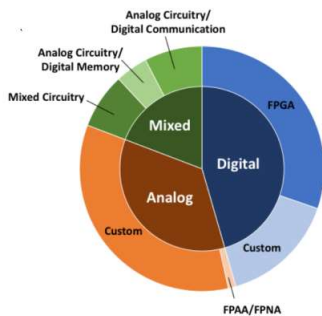 Analog Circuitry/
Digital Communication
Analog Circuitry/
Digital Memory
Mixed Circuitry
FPGA
Mixed
Digital
Analog
Custom
Custom
FPAA/FPNA